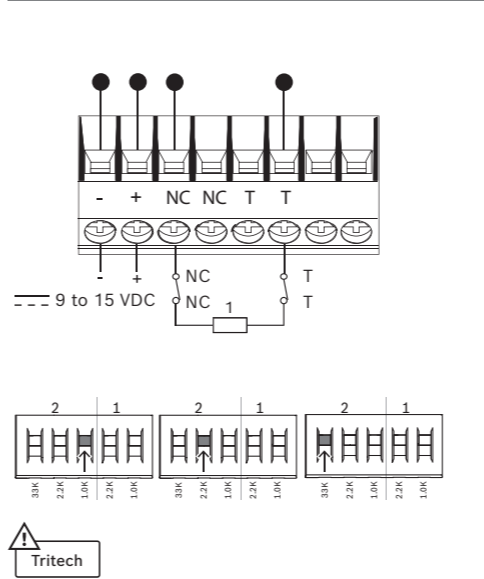 - + NC NC T T
- + NC T
9 to 15 VDC NC 1 T
2 1 2 1 2 1
33K 2.2K 1.0K 2.2K 1.0K 33K 2.2K 1.0K 2.2K 1.0K 33K 2.2K 1.0K 2.2K 1.0K
!
Tritech